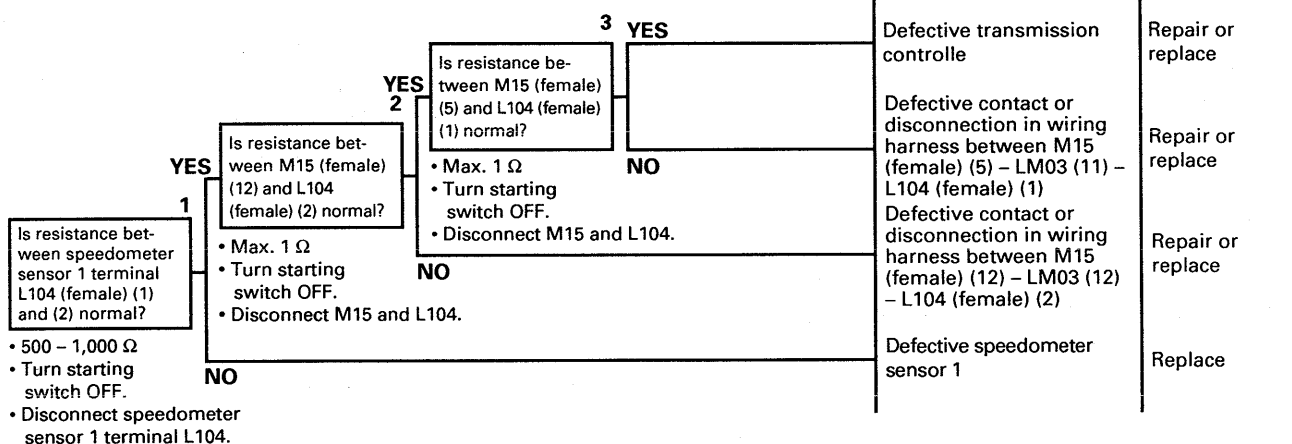 1
Is resistance bet-
ween speedometer
sensor 1 terminal
L104 (female) (1)
and (2) normal?
• 500 – 1,000 Ω
• Turn starting
switch OFF.
• Disconnect speedometer
sensor 1 terminal L104.
YES
NO
2
Is resistance bet-
ween M15 (female)
(12) and L104
(female) (2) normal?
• Max. 1 Ω
• Turn starting
switch OFF.
• Disconnect M15 and L104.
YES
NO
3
Is resistance be-
tween M15 (female)
(5) and L104 (female)
(1) normal?
• Max. 1 Ω
• Turn starting
switch OFF.
• Disconnect M15 and L104.
YES
NO
Defective transmission
controlle
Repair or
replace
Defective contact or
disconnection in wiring
harness between M15
(female) (5) – LM03 (11) –
L104 (female) (1)
Repair or
replace
Defective contact or
disconnection in wiring
harness between M15
(female) (12) – LM03 (12)
– L104 (female) (2)
Repair or
replace
Defective speedometer
sensor 1
Replace